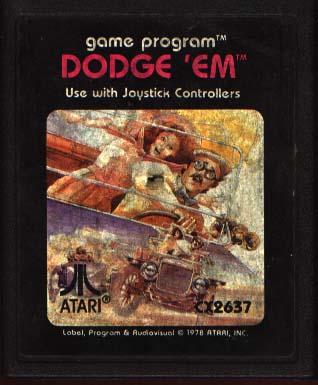 game program™
DODGE 'EM™
Use with Joystick Controllers
ATARI®
CX2637
Label, Program & Audiovisual © 1978 ATARI, INC.